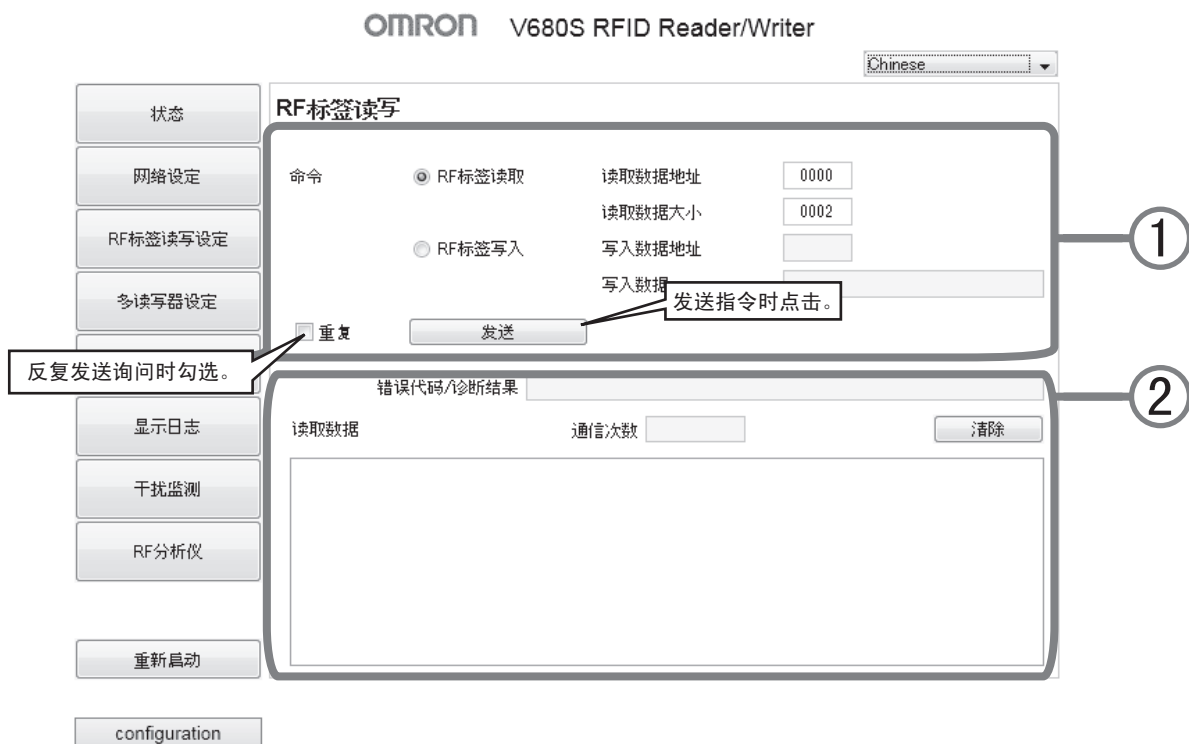 OMRON V680S RFID Reader/Writer
Chinese
状态
RF标签读写
网络设定
命令 RF标签读取 读取数据地址 0000
读取数据大小 0002
RF标签读写设定
RF标签写入 写入数据地址
①
多读写器设定
写入数据
发送指令时点击。
重复 发送
反复发送询问时勾选。
错误代码/诊断结果
②
显示日志
读取数据 通信次数 清除
干扰监测
RF分析仪
重新启动
configuration